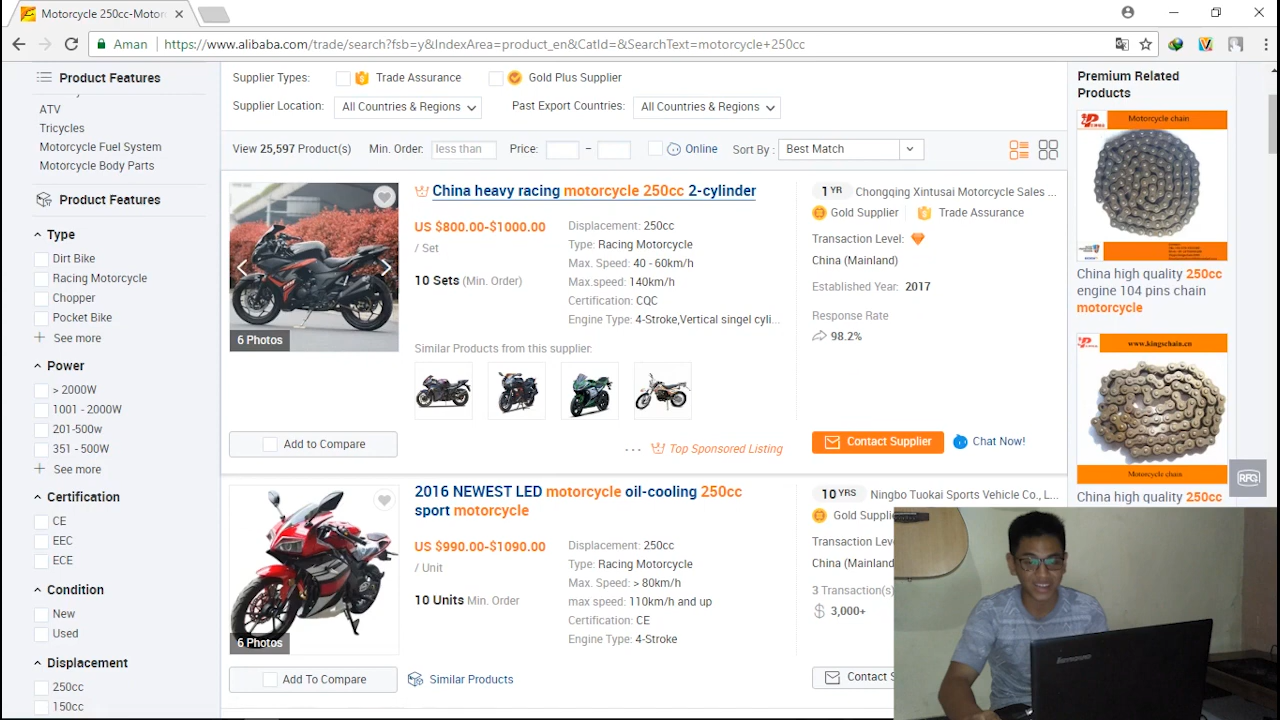 Motorcycle 250cc-Motor
Aman
https://www.alibaba.com/trade/search?fsb=y&IndexArea=product_en&CatId=&SearchText=motorcycle+250cc
Product Features
ATV
Tricycles
Motorcycle Fuel System
Motorcycle Body Parts
Product Features
Type
Dirt Bike
Racing Motorcycle
Chopper
Pocket Bike
See more
Power
> 2000W
1001 - 2000W
201-500w
351 - 500W
See more
Certification
CE
EEC
ECE
Condition
New
Used
Displacement
250cc
150cc
Supplier Types:
Trade Assurance
Gold Plus Supplier
Supplier Location:
All Countries & Regions
Past Export Countries:
All Countries & Regions
View 25,597 Product(s)
Min. Order:
less than
Price:
–
Online
Sort By :
Best Match
6 Photos
China heavy racing motorcycle 250cc 2-cylinder
US $800.00-$1000.00
/ Set
10 Sets (Min. Order)
Displacement: 250cc
Type: Racing Motorcycle
Max. Speed: 40 - 60km/h
Max.speed: 140km/h
Certification: CQC
Engine Type: 4-Stroke,Vertical singel cyli...
Similar Products from this supplier:
Add to Compare
Top Sponsored Listing
1 YR
Chongqing Xintusai Motorcycle Sales ...
Gold Supplier
Trade Assurance
Transaction Level:
China (Mainland)
Established Year: 2017
Response Rate
98.2%
Contact Supplier
Chat Now!
6 Photos
2016 NEWEST LED motorcycle oil-cooling 250cc
sport motorcycle
US $990.00-$1090.00
/ Unit
10 Units Min. Order
Displacement: 250cc
Type: Racing Motorcycle
Max. Speed: > 80km/h
max speed: 110km/h and up
Certification: CE
Engine Type: 4-Stroke
Add To Compare
Similar Products
10 YRS
Ningbo Tuokai Sports Vehicle Co., L...
Gold Supplie
Transaction Leve
China (Mainland
3 Transaction(s)
$ 3,000+
Contact S
Premium Related
Products
Motorcycle chain
China high quality 250cc
engine 104 pins chain
motorcycle
www.kingschain.cn
Motorcycle chain
China high quality 250cc
RFQ
Lenovo